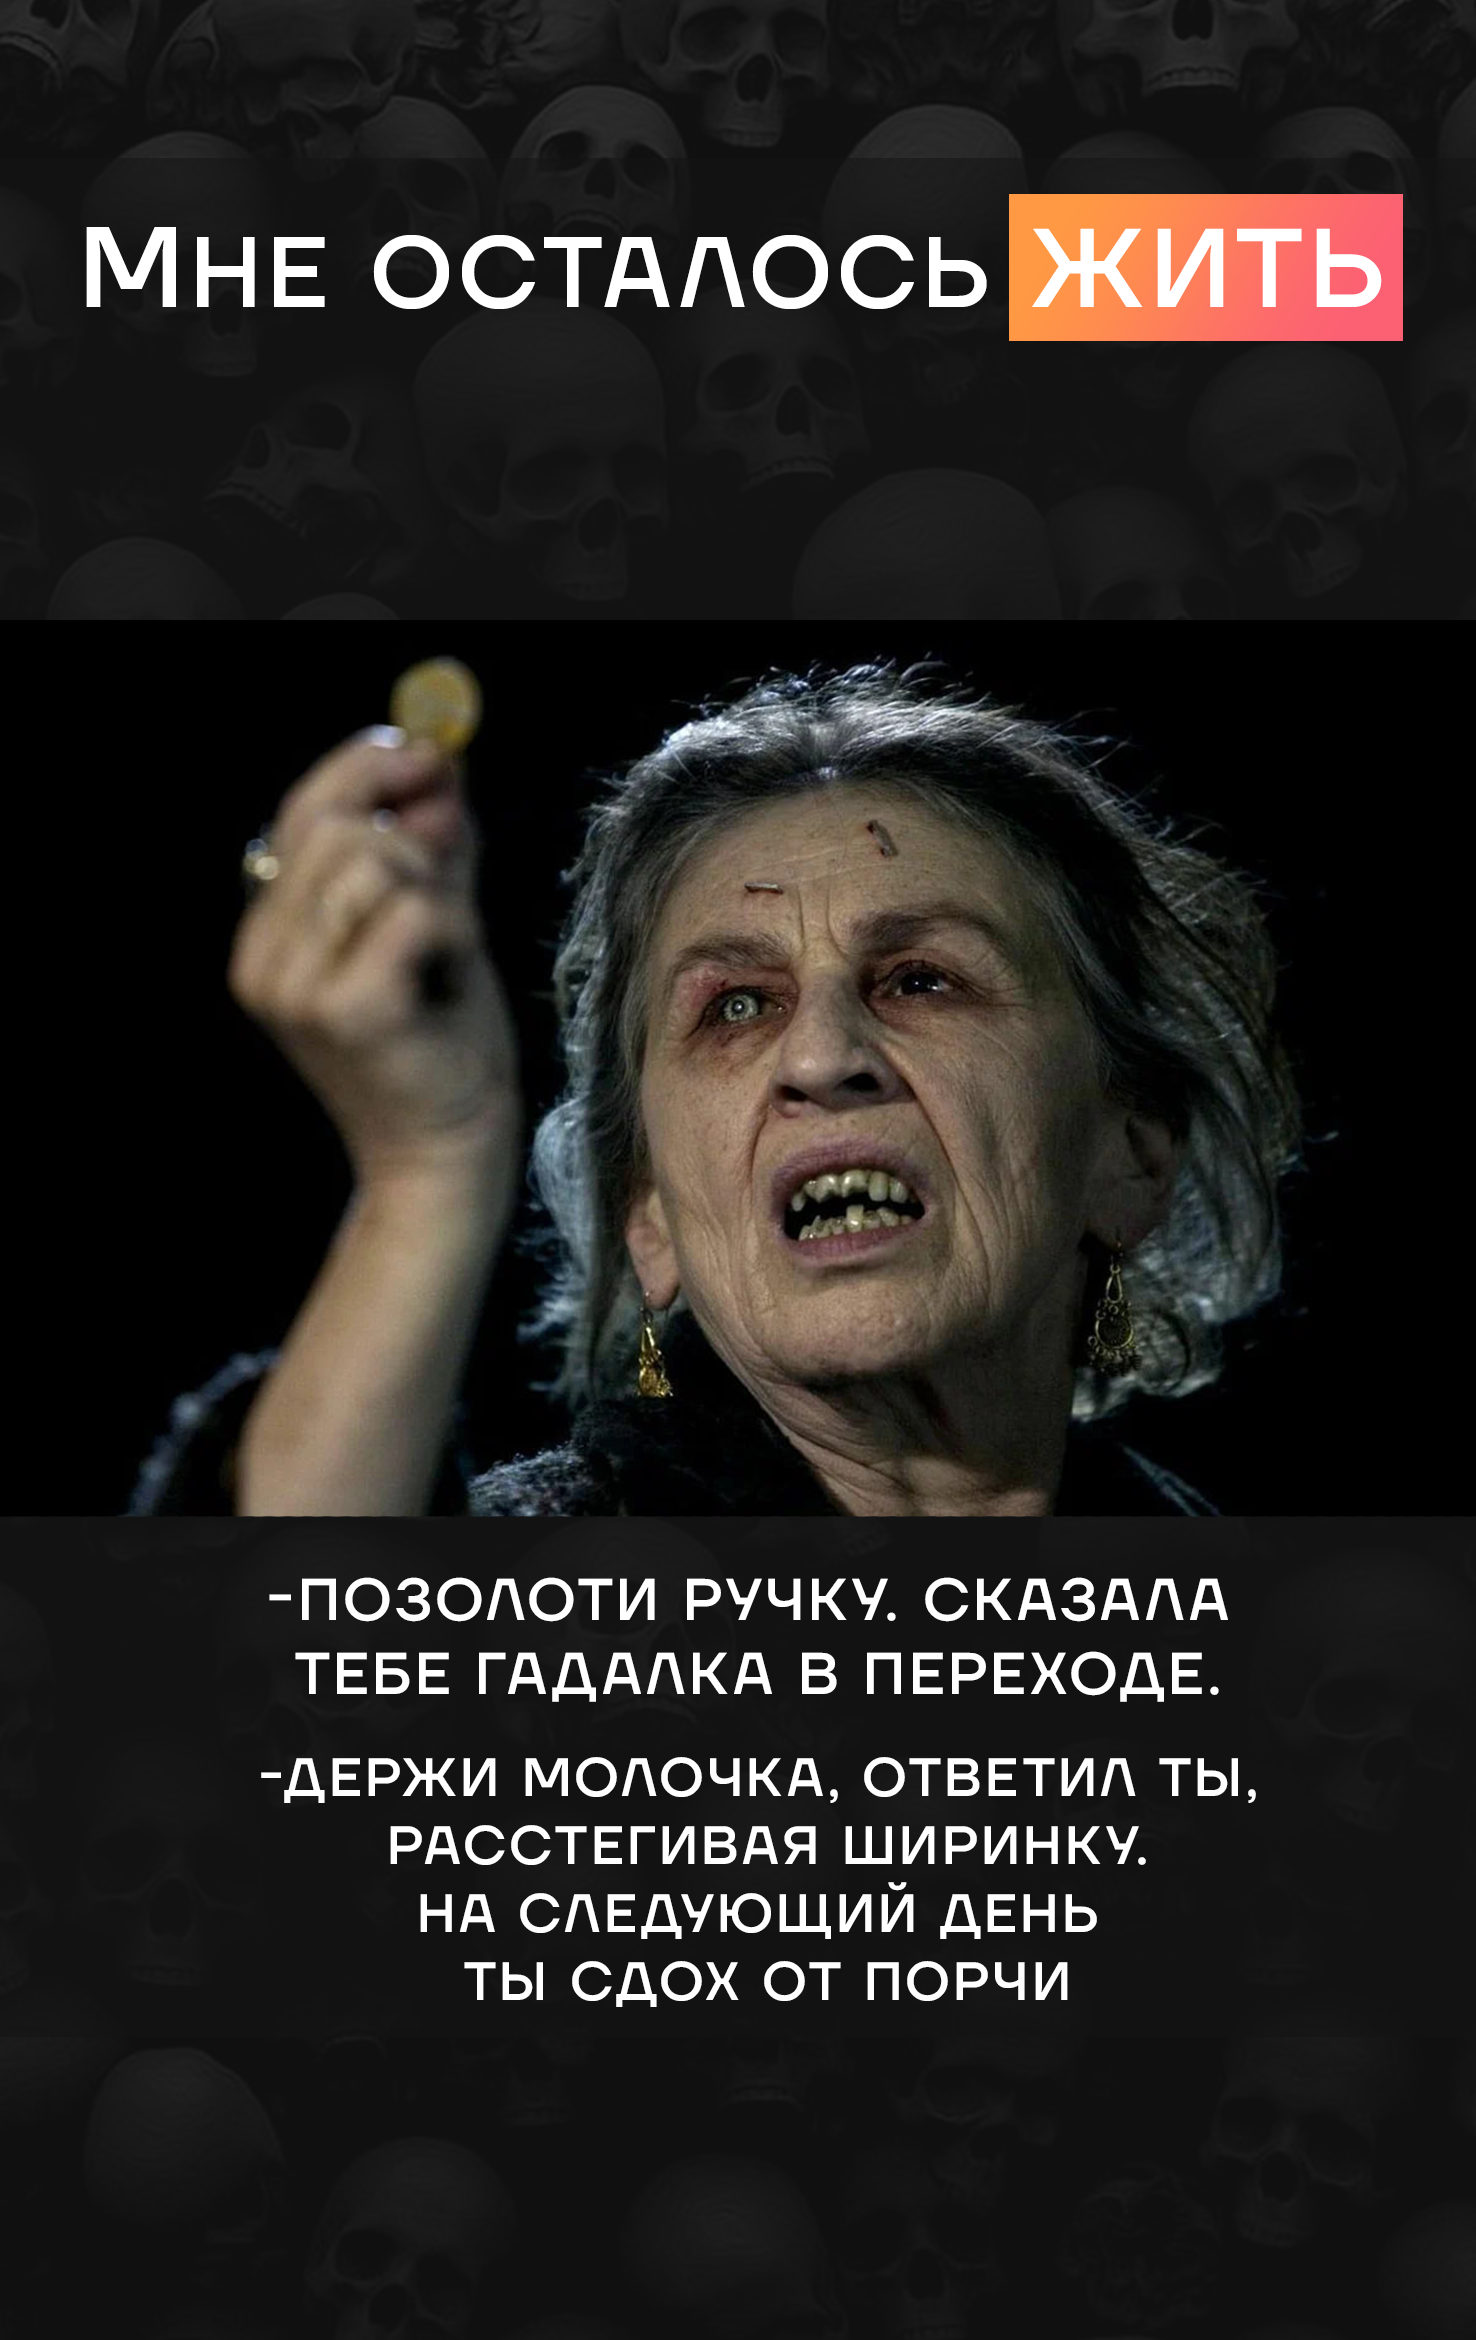 Мне осталось жить
-ПОЗОЛОТИ РУЧКУ. СКАЗАЛА
ТЕБЕ ГАДАЛКА В ПЕРЕХОДЕ.
-ДЕРЖИ МОЛОЧКА, ОТВЕТИЛ ТЫ,
РАССТЕГИВАЯ ШИРИНКУ.
НА СЛЕДУЮЩИЙ ДЕНЬ
ТЫ СДОХ ОТ ПОРЧИ